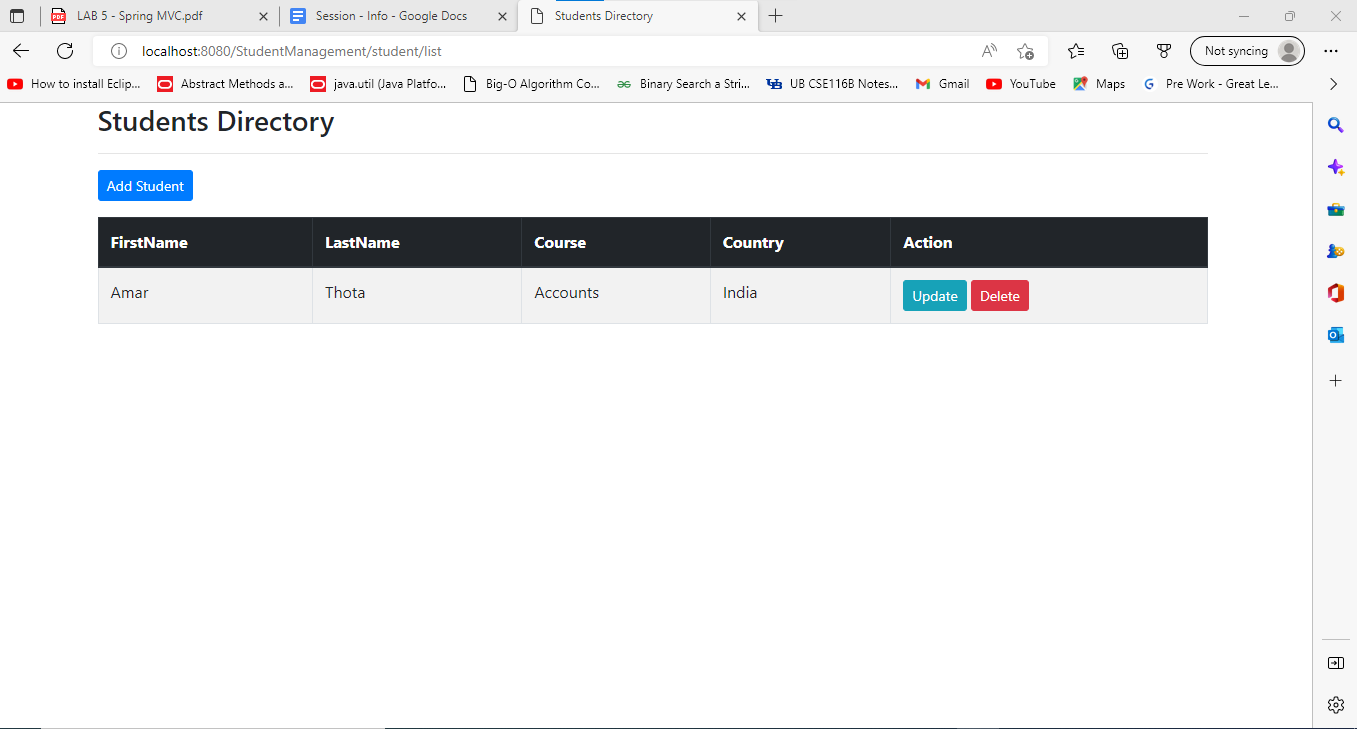 LAB 5 - Spring MVC.pdf Session - Info - Google Docs Students Directory
localhost:8080/StudentManagement/student/list Not syncing
How to install Eclip... Abstract Methods a... java.util (Java Platfo... Big-O Algorithm Co... Binary Search a Stri... UB CSE116B Notes... Gmail YouTube Maps Pre Work - Great Le...
Students Directory
Add Student
FirstName LastName Course Country Action
Amar Thota Accounts India Update Delete